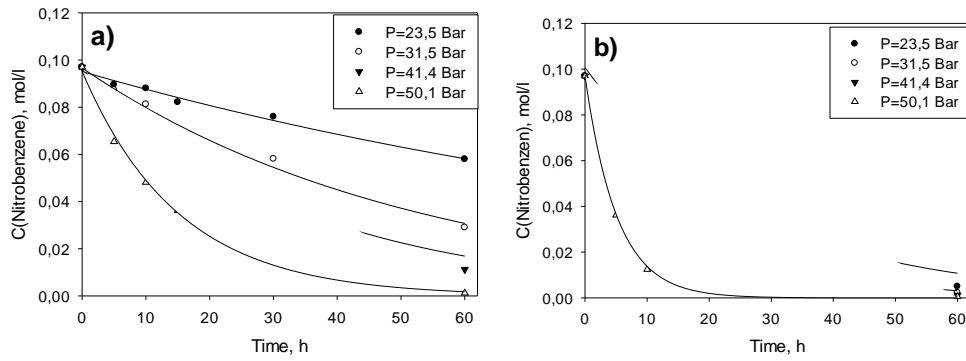 a)
P=23,5 Bar
P=31,5 Bar
P=41,4 Bar
P=50,1 Bar
C(Nitrobenzene), mol/l
0,12
0,10
0,08
0,06
0,04
0,02
0,00
0 10 20 30 40 50 60
Time, h
b)
P=23,5 Bar
P=31,5 Bar
P=41,4 Bar
P=50,1 Bar
C(Nitrobenzen), mol/l
0,12
0,10
0,08
0,06
0,04
0,02
0,00
0 10 20 30 40 50 60
Time, h